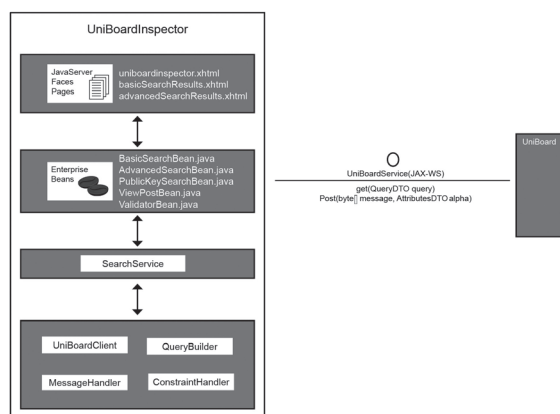 UniBoardInspector
JavaServer
Faces
Pages
uniboardinspector.xhtml
basicSearchResults.xhtml
advancedSearchResults.xhtml
Enterprise
Beans
BasicSearchBean.java
AdvancedSearchBean.java
PublicKeySearchBean.java
ViewPostBean.java
ValidatorBean.java
SearchService
UniBoardClient
QueryBuilder
MessageHandler
ConstraintHandler
UniBoardService(JAX-WS)
get(QueryDTO query)
Post(byte[] message, AttributesDTO alpha)
UniBoard